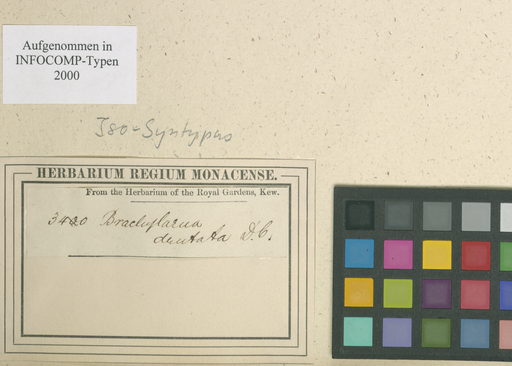 Aufgenommen in
INFOCOMP-Typen
2000
Iso-Syntypus
HERBARIUM REGIUM MONACENSE.
From the Herbarium of the Royal Gardens, Kew.
3420 Brachylaena
dentata D.C.